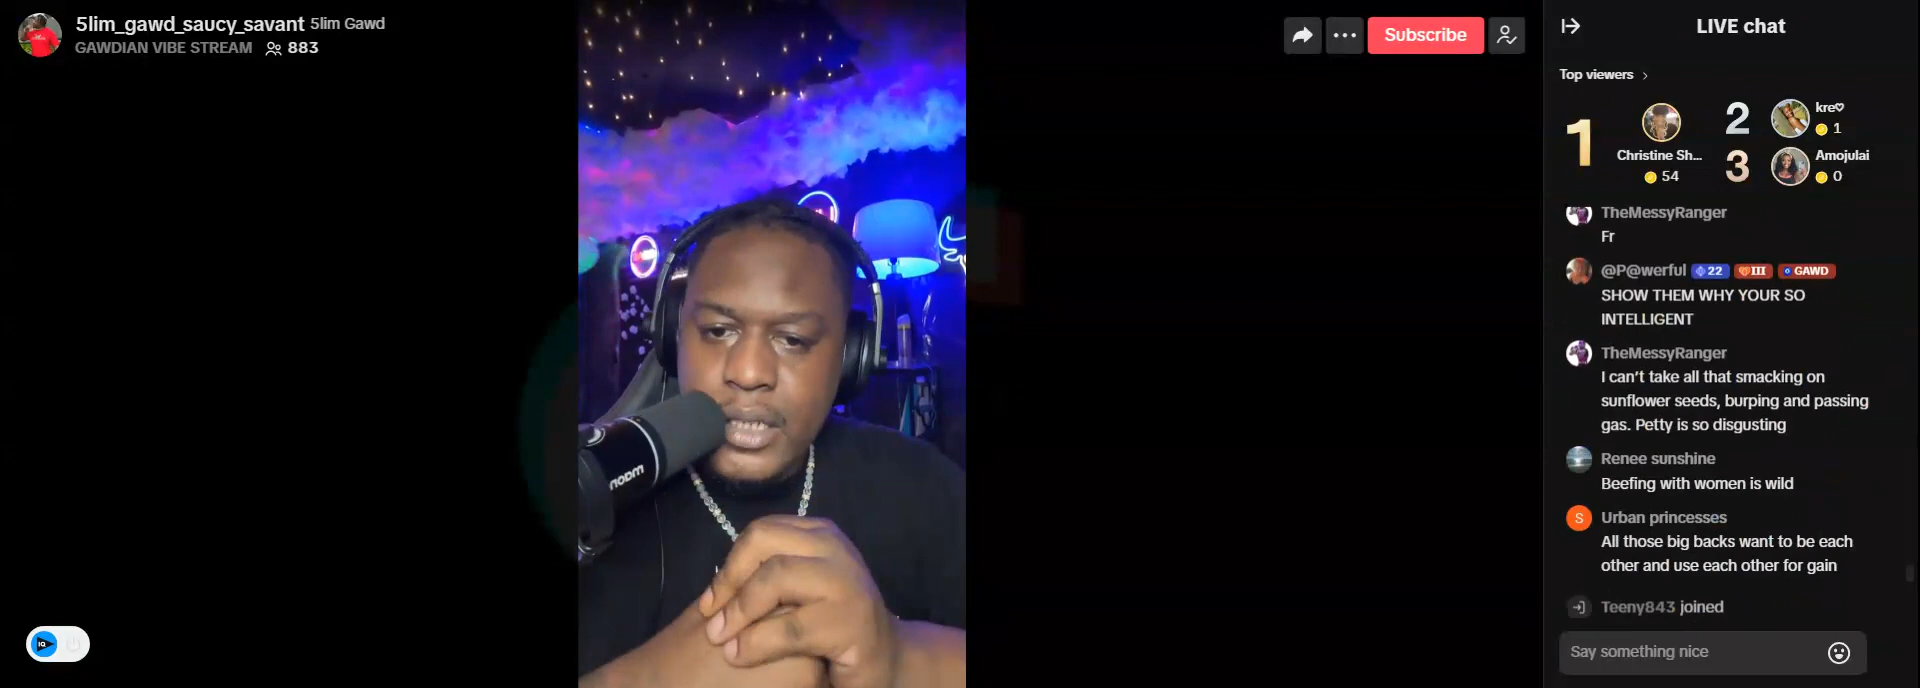 5lim_gawd_saucy_savant 5lim Gawd
GAWDIAN VIBE STREAM 883
Subscribe
LIVE chat
Top viewers
1
Christine Sh...
54
2
kre♡
1
3
Amojulai
0
TheMessyRanger
Fr
@P@werful 22 III GAWD
SHOW THEM WHY YOUR SO
INTELLIGENT
TheMessyRanger
I can't take all that smacking on
sunflower seeds, burping and passing
gas. Petty is so disgusting
Renee sunshine
Beefing with women is wild
S Urban princesses
All those big backs want to be each
other and use each other for gain
Teeny843 joined
Say something nice